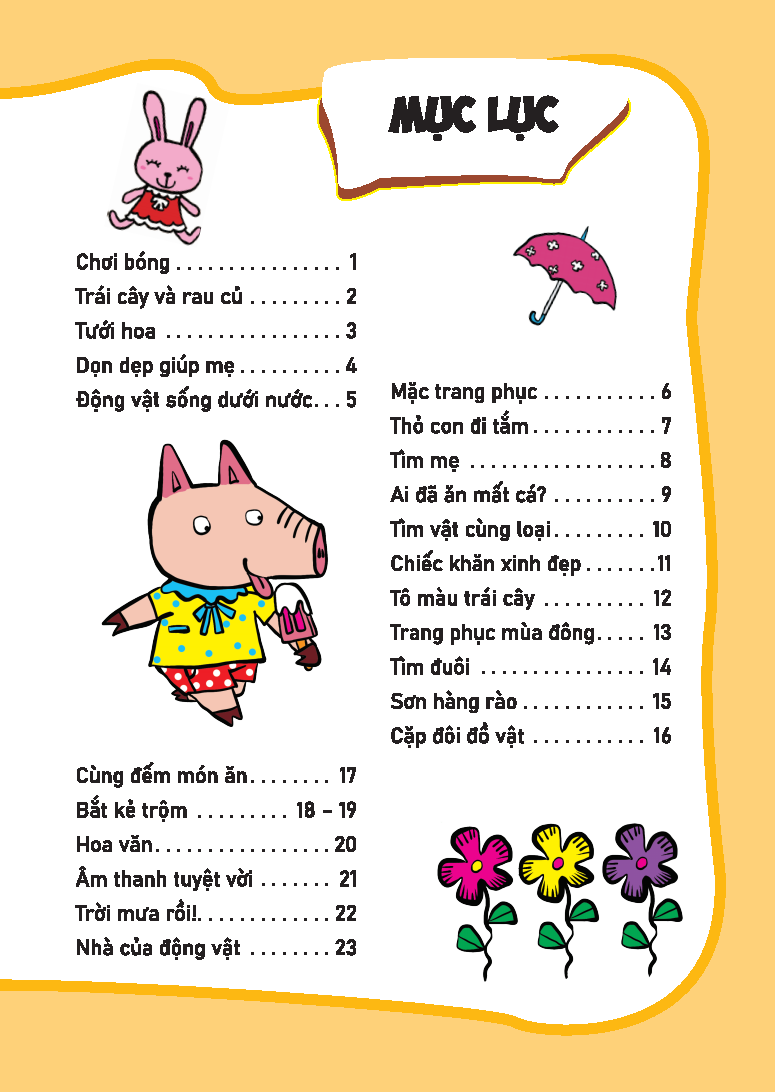 MỤC LỤC
Chơi bóng . . . . . . . . . . . . . . . . 1
Trái cây và rau củ . . . . . . . . . 2
Tưới hoa . . . . . . . . . . . . . . . . . 3
Dọn dẹp giúp mẹ . . . . . . . . . . 4
Động vật sống dưới nước. . . 5
Mặc trang phục . . . . . . . . . . . 6
Thỏ con đi tắm . . . . . . . . . . . . 7
Tìm mẹ . . . . . . . . . . . . . . . . . . 8
Ai đã ăn mất cá? . . . . . . . . . . 9
Tìm vật cùng loại. . . . . . . . . 10
Chiếc khăn xinh đẹp . . . . . . .11
Tô màu trái cây . . . . . . . . . . 12
Trang phục mùa đông. . . . . 13
Tìm đuôi . . . . . . . . . . . . . . . . 14
Sơn hàng rào . . . . . . . . . . . . 15
Cặp đôi đồ vật . . . . . . . . . . . 16
Cùng đếm món ăn. . . . . . . . 17
Bắt kẻ trộm . . . . . . . . . 18 – 19
Hoa văn. . . . . . . . . . . . . . . . . 20
Âm thanh tuyệt vời . . . . . . . 21
Trời mưa rồi!. . . . . . . . . . . . . 22
Nhà của động vật . . . . . . . . 23